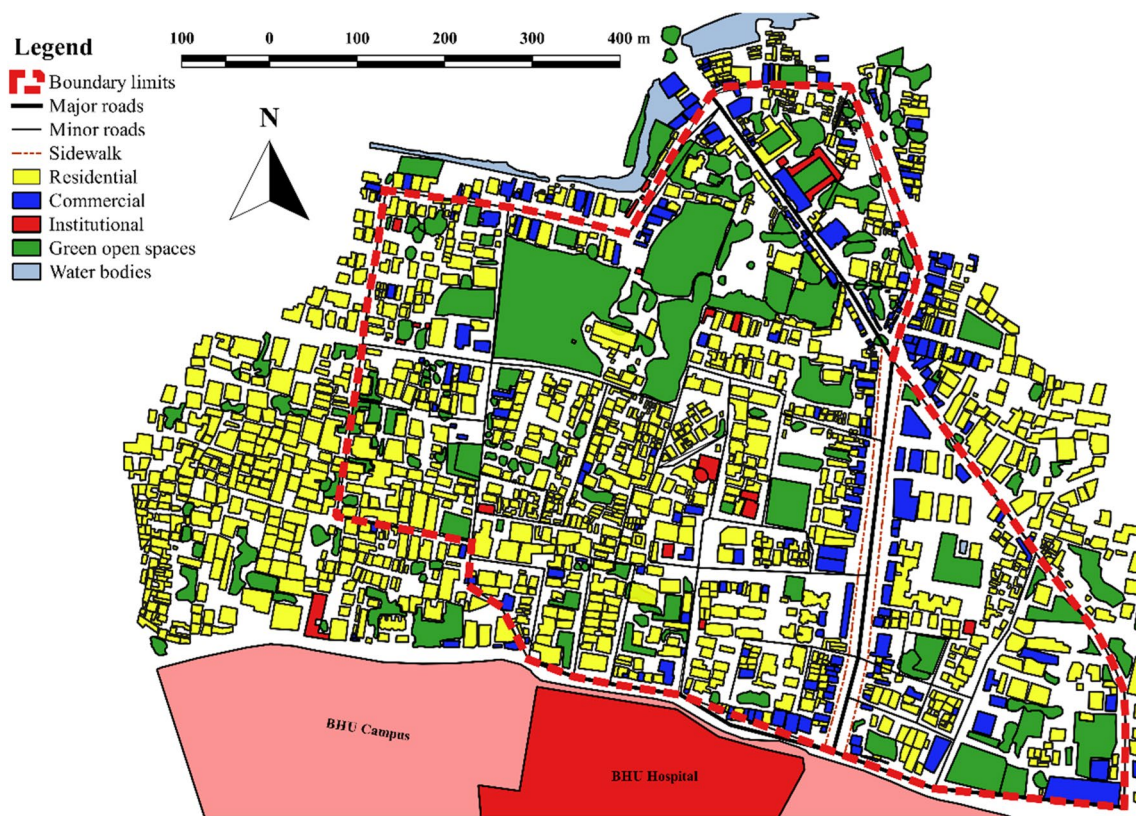 Legend
Boundary limits
Major roads
Minor roads
Sidewalk
Residential
Commercial
Institutional
Green open spaces
Water bodies
100 0 100 200 300 400 m
N
BHU Campus
BHU Hospital